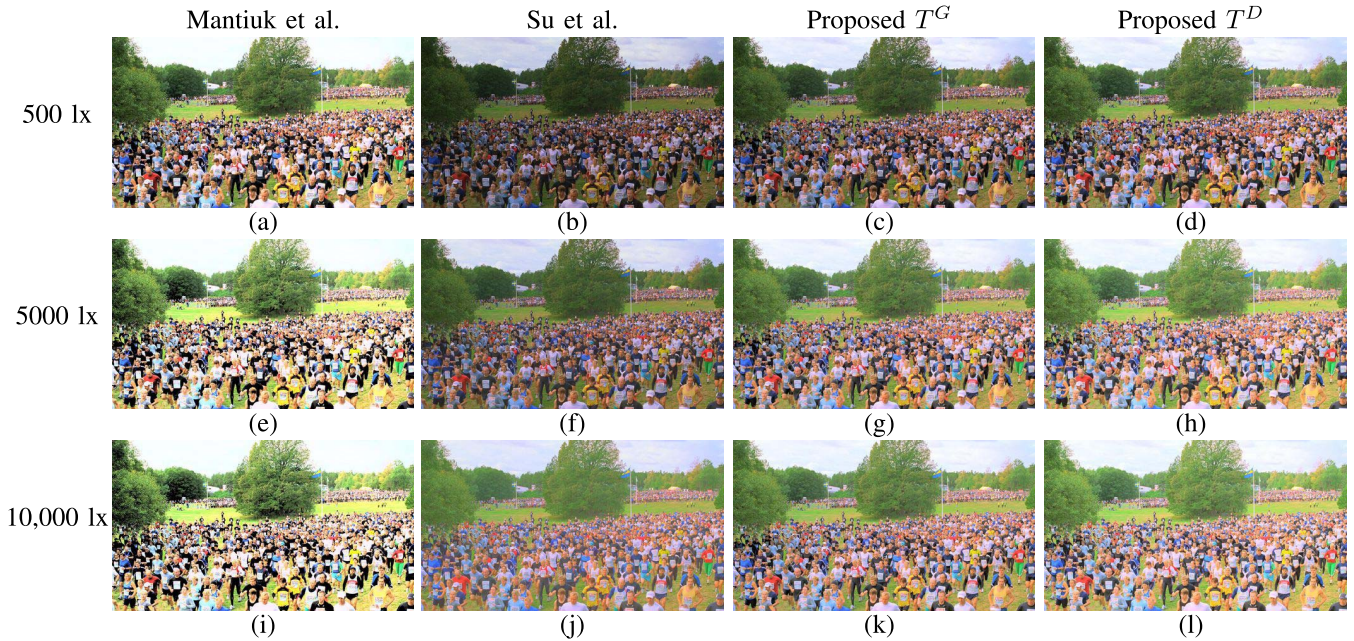 Mantiuk et al.
Su et al.
Proposed T^G
Proposed T^D
500 lx
(a)
(b)
(c)
(d)
5000 lx
(e)
(f)
(g)
(h)
10,000 lx
(i)
(j)
(k)
(l)